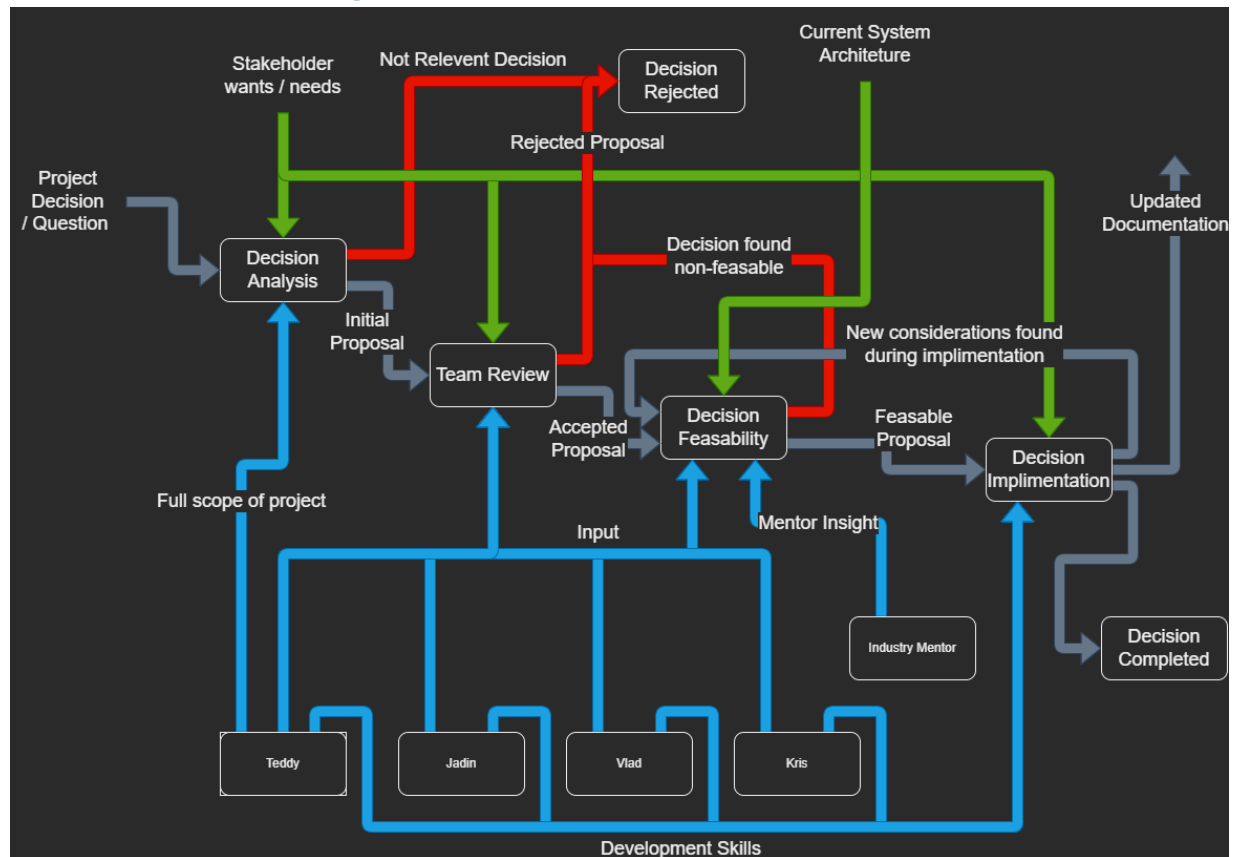 Current System
Architeture
Stakeholder
wants / needs
Not Relevent Decision
Decision
Rejected
Rejected Proposal
Project
Decision
/ Question
Updated
Documentation
Decision
Analysis
Decision found
non-feasable
Initial
Proposal
New considerations found
during implimentation
Team Review
Accepted
Proposal
Decision
Feasability
Feasable
Proposal
Decision
Implimentation
Full scope of project
Input
Mentor Insight
Industry Mentor
Decision
Completed
Teddy
Jadin
Vlad
Kris
Development Skills